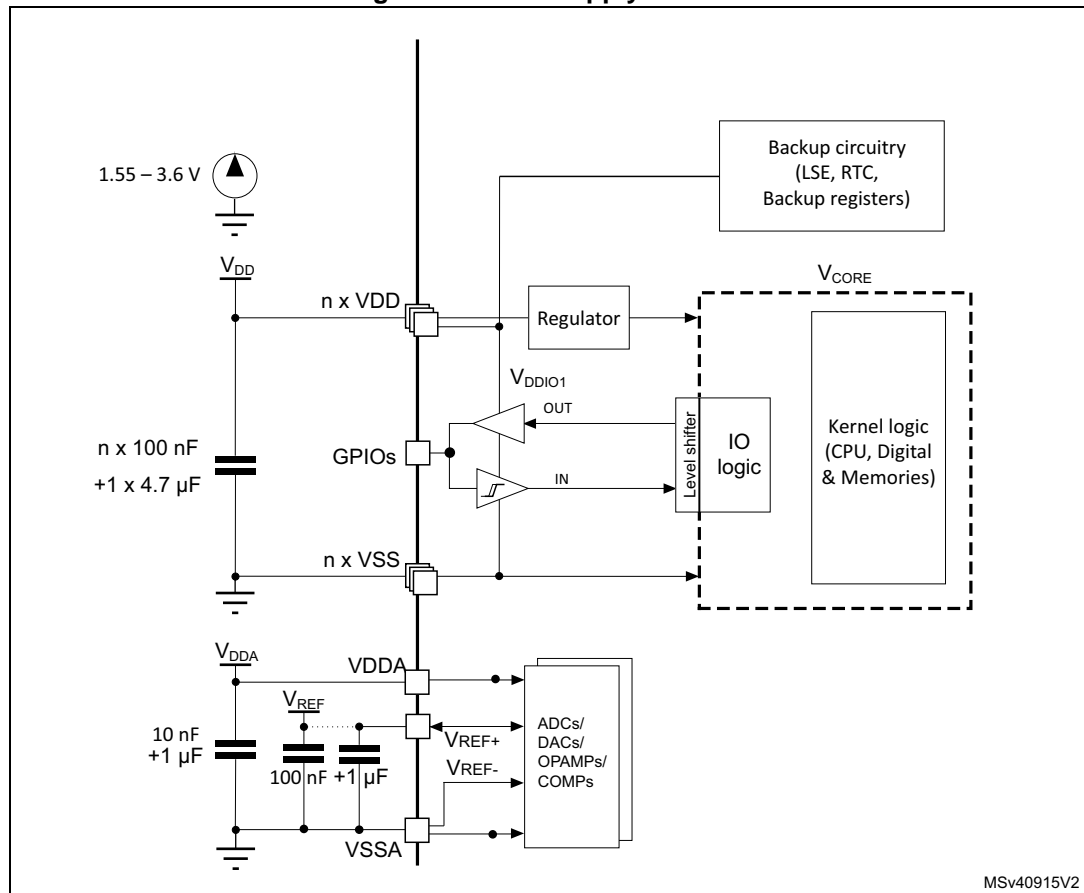 Backup circuitry
(LSE, RTC,
Backup registers)
1.55 – 3.6 V
VDD
VCORE
n x VDD
Regulator
VDDIO1
OUT
n x 100 nF
+1 x 4.7 µF
GPIOs
IN
Level shifter
IO
logic
Kernel logic
(CPU, Digital
& Memories)
n x VSS
VDDA
VDDA
VREF
10 nF
+1 µF
100 nF
+1 µF
VREF+
VREF-
ADCs/
DACs/
OPAMPs/
COMPs
VSSA
MSv40915V2